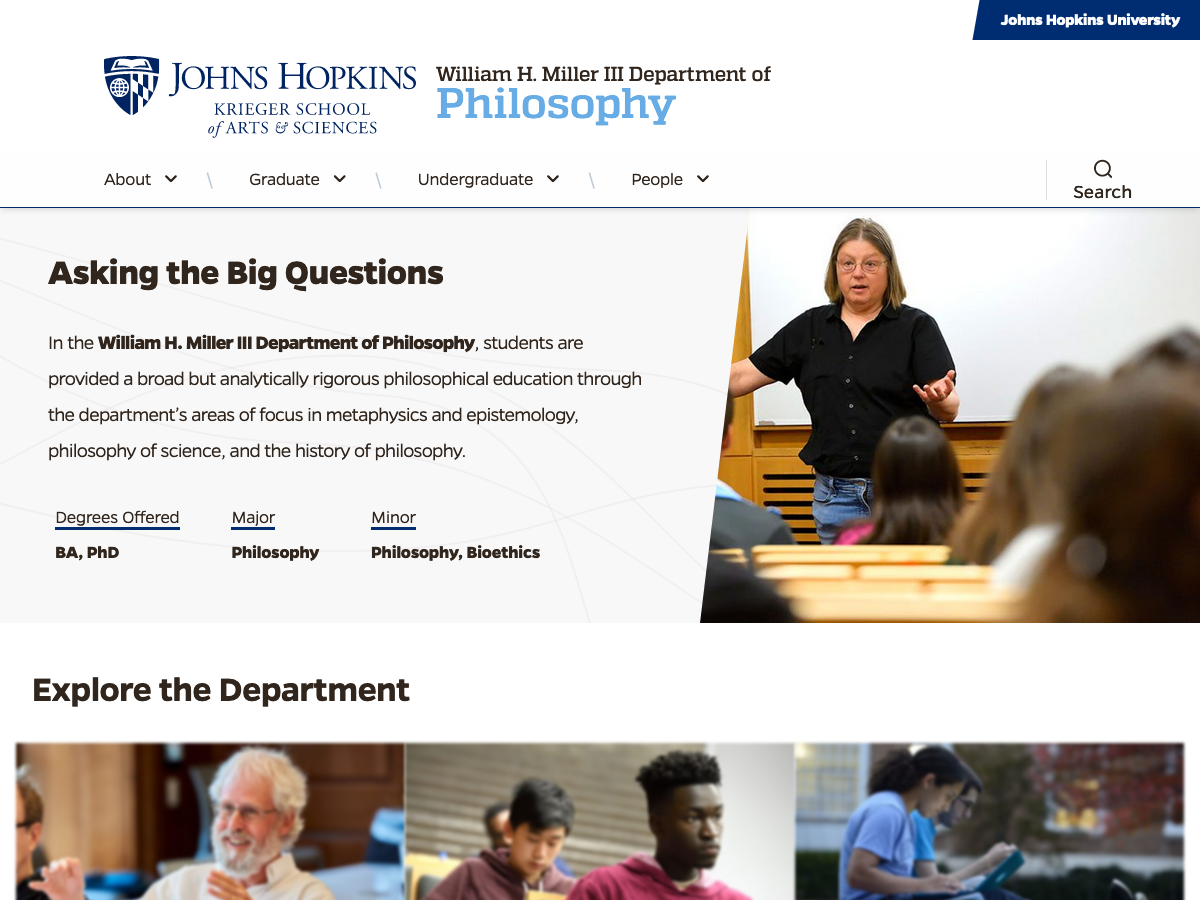 Johns Hopkins University
JOHNS HOPKINS
KRIEGER SCHOOL
of ARTS & SCIENCES
William H. Miller III Department of
Philosophy
About
Graduate
Undergraduate
People
Search
Asking the Big Questions
In the William H. Miller III Department of Philosophy, students are
provided a broad but analytically rigorous philosophical education through
the department’s areas of focus in metaphysics and epistemology,
philosophy of science, and the history of philosophy.
Degrees Offered
BA, PhD
Major
Philosophy
Minor
Philosophy, Bioethics
Explore the Department